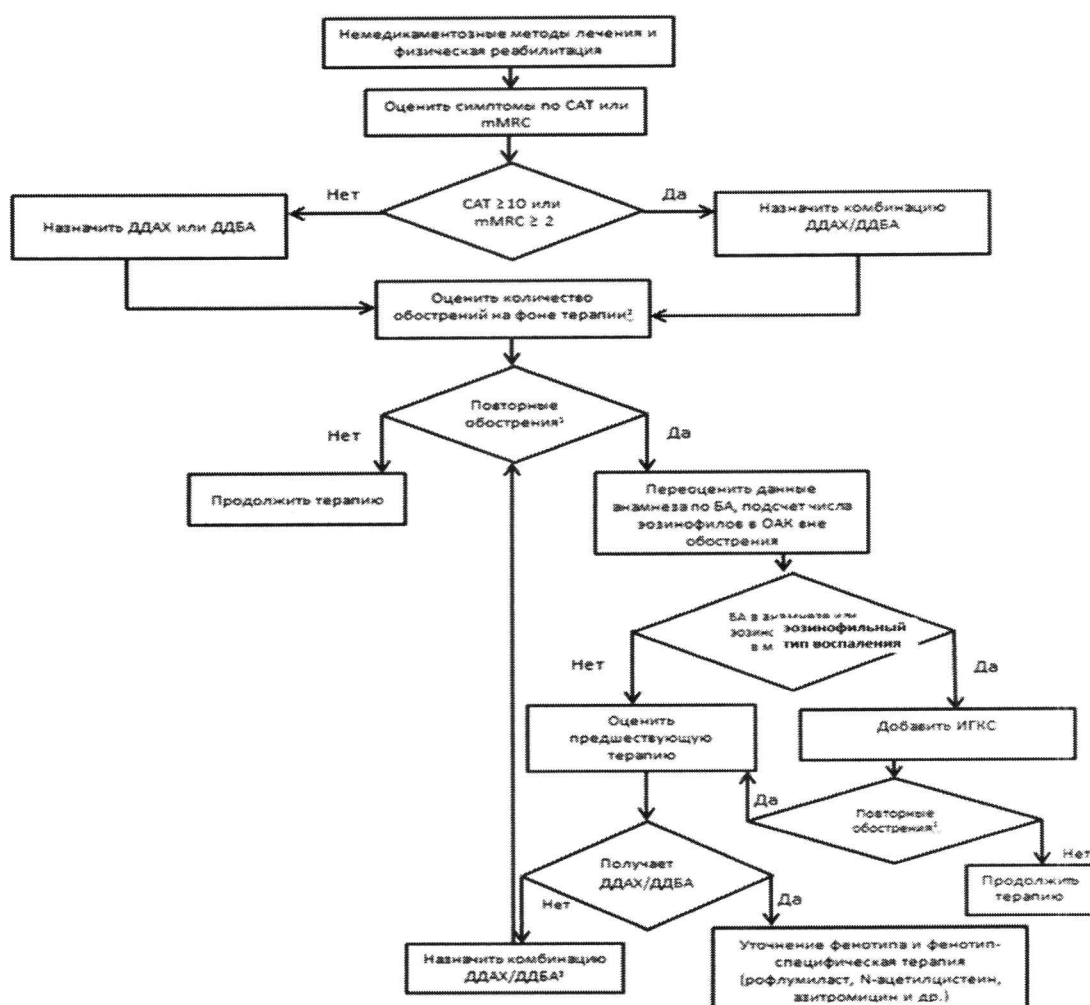 Немедикаментозные методы лечения и
физическая реабилитация
Оценить симптомы по CAT или
mMRC
Нет
CAT ≥10 или
mMRC ≥ 2
Да
Назначить ДДАХ или ДДБА
Назначить комбинацию
ДДАХ/ДДБА
Оценить количество
обострений на фоне терапии
Повторные
обострения
Нет
Да
Продолжить терапию
Переоценить данные
анамнеза по БА, подсчет числа
эозинофилов в ОАК вне
обострения
БА в анамнезе или
эозинофильный
тип воспаления
Нет
Да
Оценить
предшествующую
терапию
Добавить ИГКС
Да
Повторные
обострения
Нет
Продолжить
терапию
Получает
ДДАХ/ДДБА
Нет
Да
Назначить комбинацию
ДДАХ/ДДБА
Уточнение фенотипа и фенотип-
специфическая терапия
(рофлумиласт, N-ацетилцистеин,
азитромицин и др.)